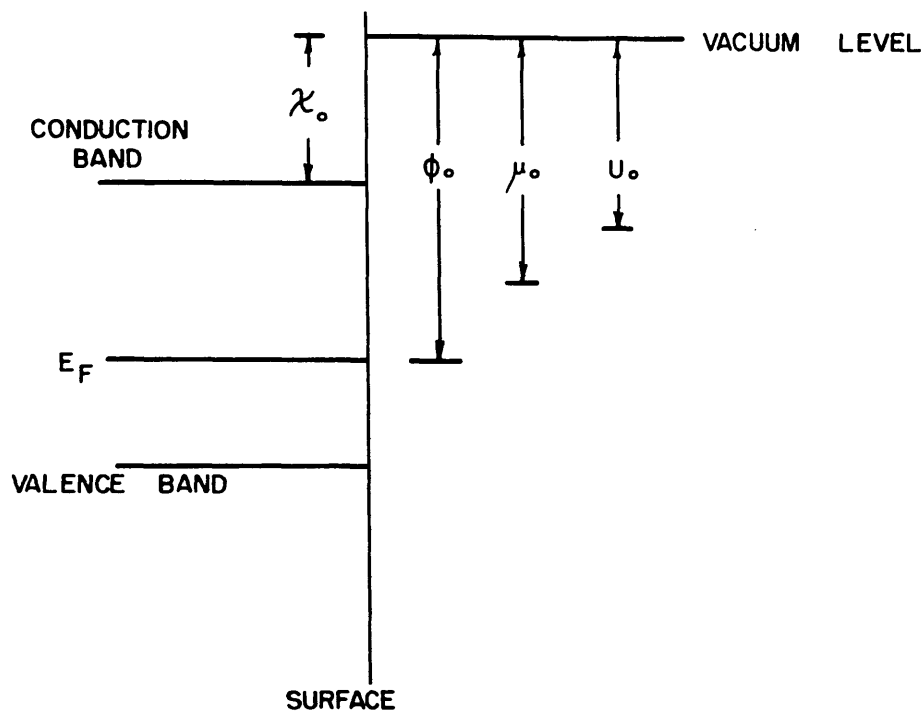 VACUUM LEVEL
χ₀
CONDUCTION
BAND
ϕ₀
μ₀
U₀
E_F
VALENCE BAND
SURFACE